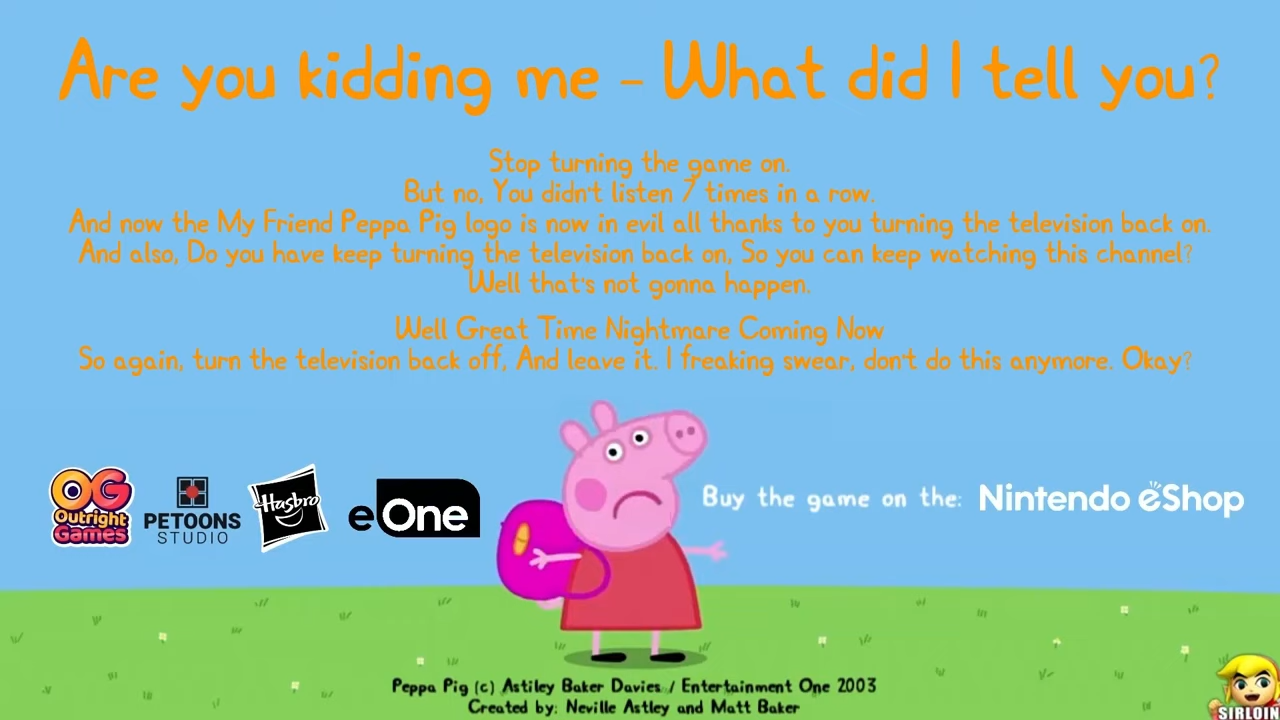 Are you kidding me - What did I tell you?
Stop turning the game on.
But no, You didn't listen 7 times in a row.
And now the My Friend Peppa Pig logo is now in evil all thanks to you turning the television back on.
And also, Do you have keep turning the television back on, So you can keep watching this channel?
Well that's not gonna happen.
Well Great Time Nightmare Coming Now
So again, turn the television back off, And leave it. I freaking swear, don't do this anymore. Okay?
OG
Outright
Games
PETOONS
STUDIO
Hasbro
eOne
Buy the game on the: Nintendo eShop
Peppa Pig (c) Astiley Baker Davies / Entertainment One 2003
Created by: Neville Astley and Matt Baker
SIRLOIN